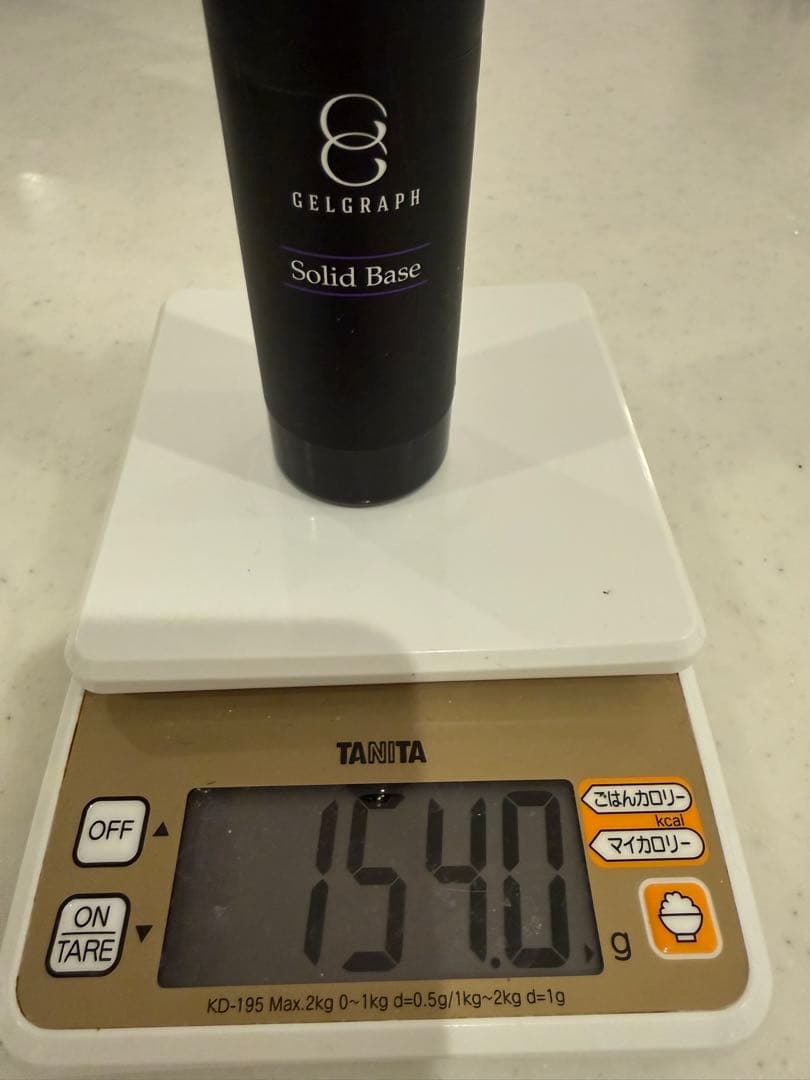 GELGRAPH
Solid Base
TANITA
OFF
ごはんカロリー
kcal
マイカロリー
154.0 g
ON
TARE
KD-195 Max.2kg 0~1kg d=0.5g/1kg~2kg d=1g